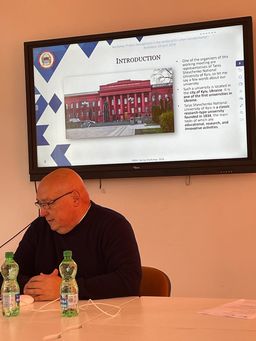 INTRODUCTION
• One of the organizers of this
working meeting are
representatives of Taras
Shevchenko National
University of Kyiv, so let me
say a few words about our
university.
• Such a university is located in
the city of Kyiv, Ukraine. It is
one of the first universities in
Ukraine.
• Taras Shevchenko National
University of Kyiv is a classic
research-type university
founded in 1834, the main
tasks of which are
educational, research, and
innovative activities.